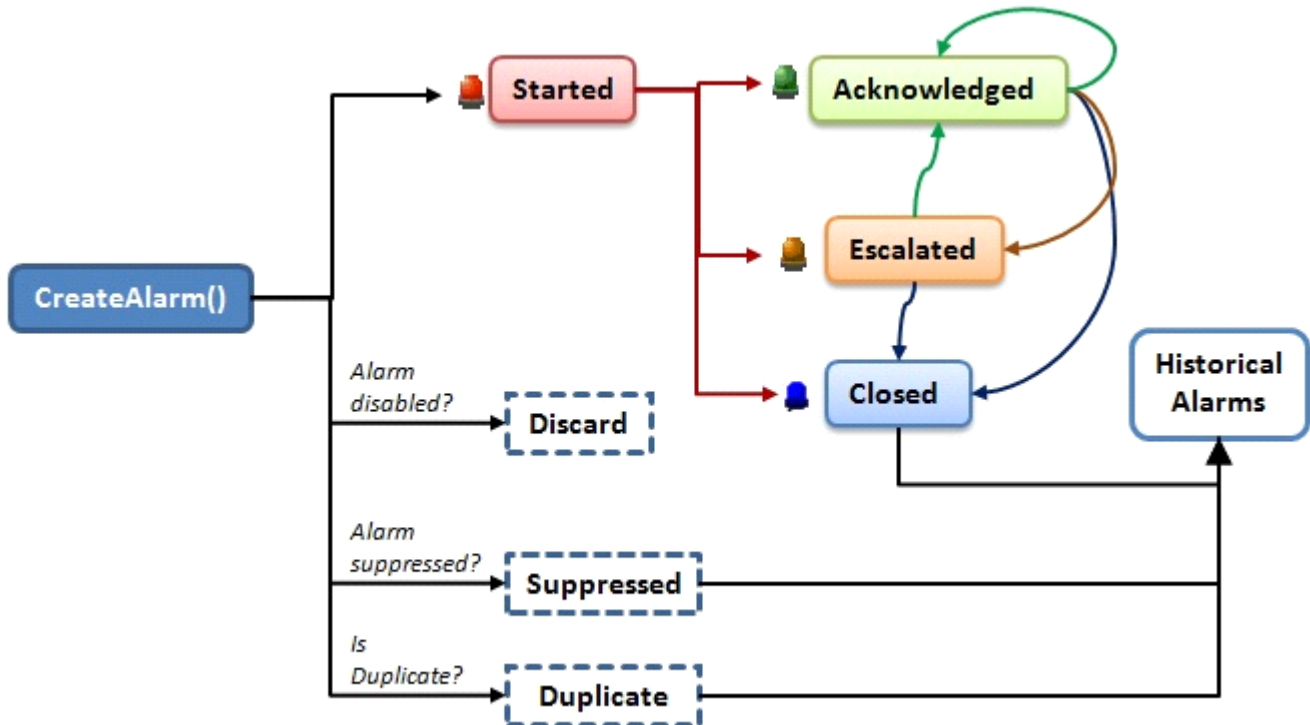 Started
Acknowledged
Escalated
CreateAlarm()
Historical
Alarms
Alarm
disabled?
Closed
Discard
Alarm
suppressed?
Suppressed
Is
Duplicate?
Duplicate